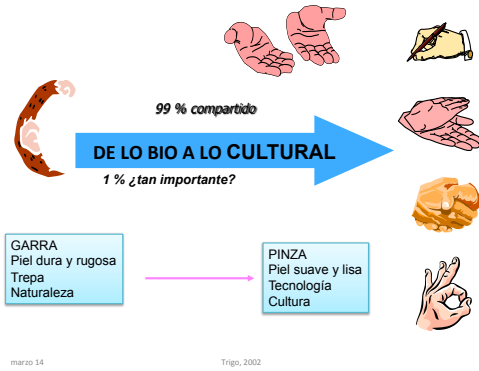 99 % compartido
DE LO BIO A LO CULTURAL
1 % ¿tan importante?
GARRA
Piel dura y rugosa
Trepa
Naturaleza
PINZA
Piel suave y lisa
Tecnología
Cultura
marzo 14
Trigo, 2002